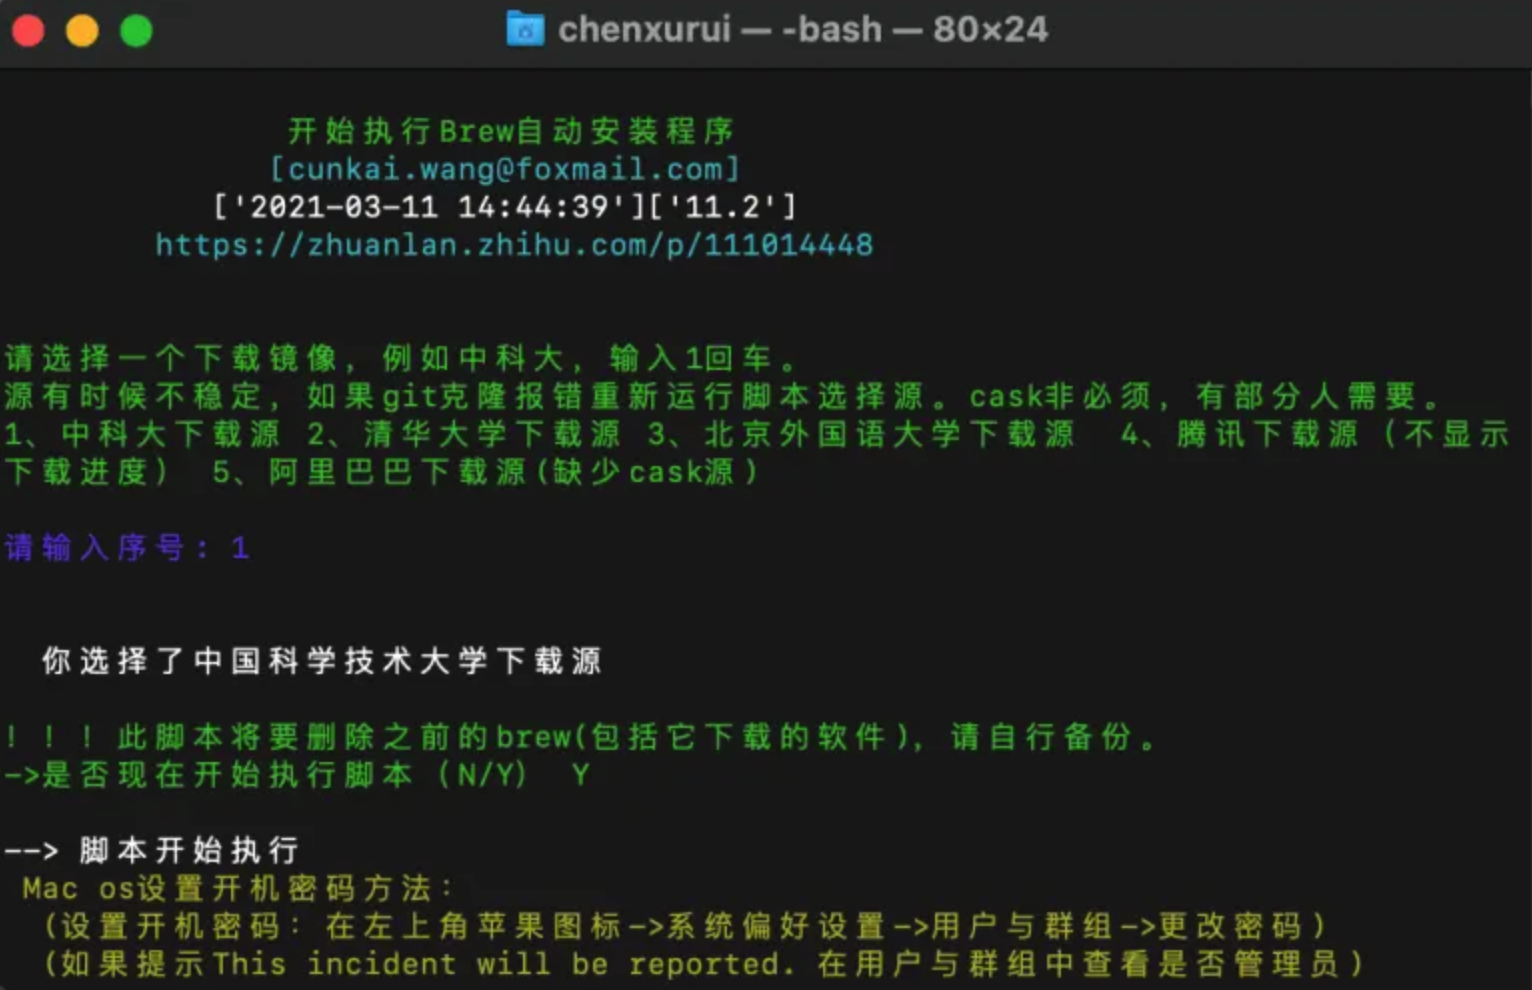 chenxurui — -bash — 80×24
开始执行Brew自动安装程序
[cunkai.wang@foxmail.com]
['2021-03-11 14:44:39']['11.2']
https://zhuanlan.zhihu.com/p/111014448
请选择一个下载镜像，例如中科大，输入1回车。
源有时候不稳定，如果git克隆报错重新运行脚本选择源。cask非必须，有部分人需要。
1、中科大下载源 2、清华大学下载源 3、北京外国语大学下载源 4、腾讯下载源（不显示
下载进度） 5、阿里巴巴下载源(缺少cask源)
请输入序号: 1
你选择了中国科学技术大学下载源
！！！此脚本将要删除之前的brew(包括它下载的软件)，请自行备份。
->是否现在开始执行脚本（N/Y） Y
--> 脚本开始执行
Mac os设置开机密码方法：
(设置开机密码：在左上角苹果图标->系统偏好设置->用户与群组->更改密码)
(如果提示This incident will be reported. 在用户与群组中查看是否管理员)